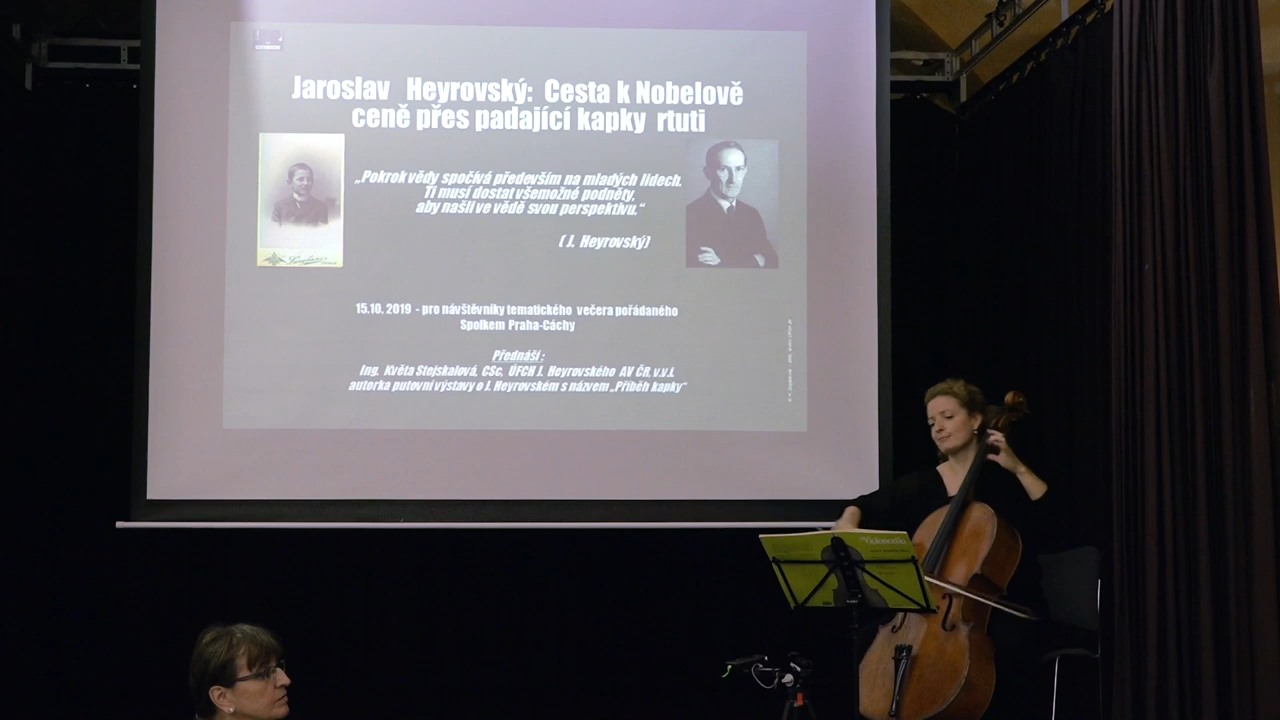 Jaroslav Heyrovský: Cesta k Nobelově
ceně přes padající kapky rtuti
„Pokrok vědy spočívá především na mladých lidech.
Ti musí dostat všemožné podněty,
aby našli ve vědě svou perspektivu.“
( J. Heyrovský)
15.10. 2019 - pro návštěvníky tematického večera pořádaného
Spolkem Praha-Cáchy
Přednáší :
Ing. Květa Stejskalová, CSc, ÚFCH J. Heyrovského AV ČR, v.v.i.
autorka putovní výstavy o J. Heyrovském s názvem „Příběh kapky“
Violoncello